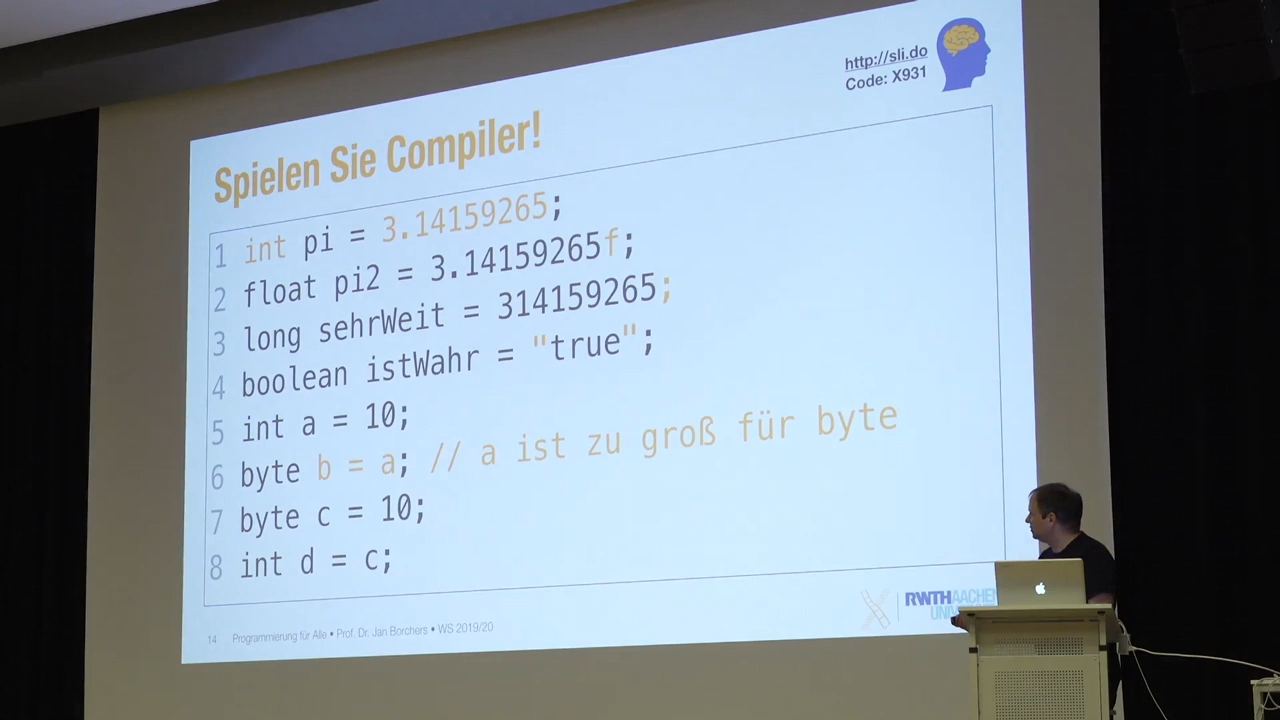 http://sli.do
Code: X931
Spielen Sie Compiler!
1 int pi = 3.14159265;
2 float pi2 = 3.14159265f;
3 long sehrWeit = 314159265;
4 boolean istWahr = "true";
5 int a = 10;
6 byte b = a; // a ist zu groß für byte
7 byte c = 10;
8 int d = c;
14 Programmierung für Alle • Prof. Dr. Jan Borchers • WS 2019/20
RWTH